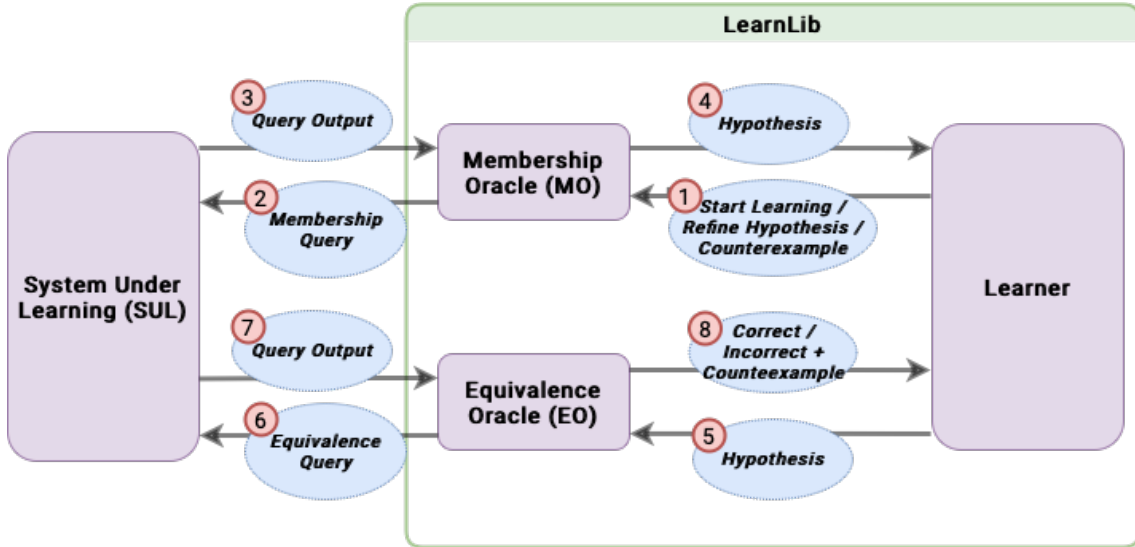 LearnLib
3
Query Output
4
Hypothesis
Membership
Oracle (MO)
2
Membership
Query
1
Start Learning /
Refine Hypothesis /
Counterexample
System Under
Learning (SUL)
Learner
7
Query Output
8
Correct /
Incorrect +
Counteexample
Equivalence
Oracle (EO)
6
Equivalence
Query
5
Hypothesis